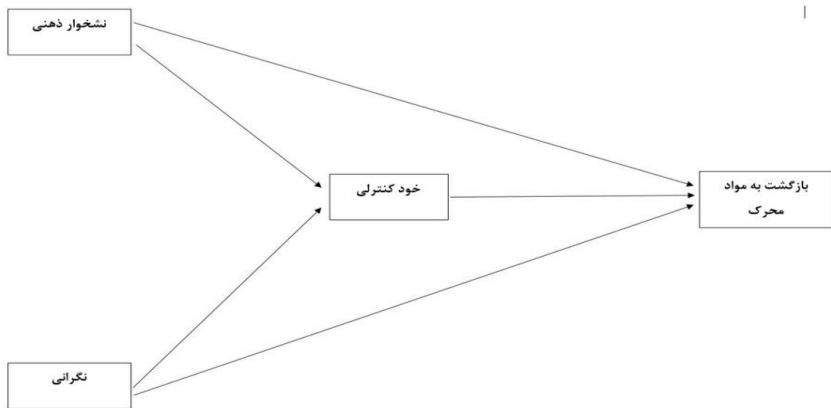 نشخوار ذهنی
خود کنترلی
بازگشت به مواد
محرک
نگرانی